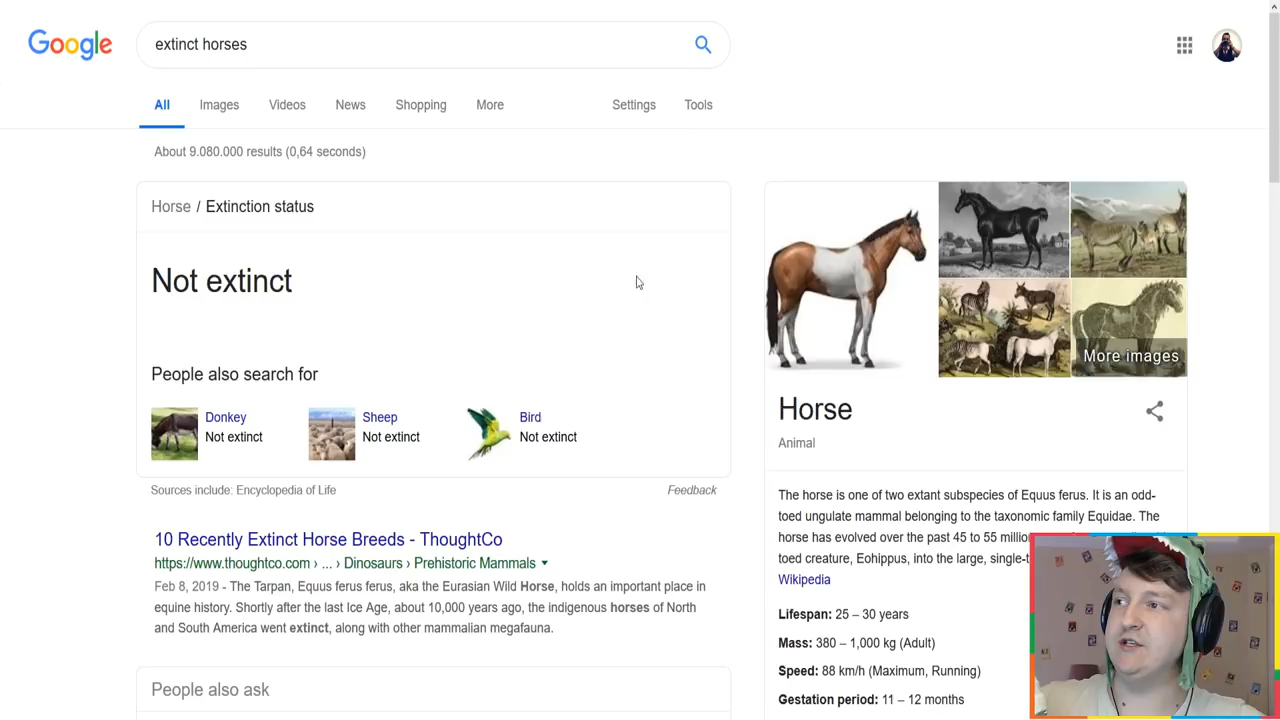 Google
extinct horses
All Images Videos News Shopping More Settings Tools
About 9.080.000 results (0,64 seconds)
Horse / Extinction status
Not extinct
People also search for
Donkey
Not extinct
Sheep
Not extinct
Bird
Not extinct
Sources include: Encyclopedia of Life
Feedback
10 Recently Extinct Horse Breeds - ThoughtCo
https://www.thoughtco.com › ... › Dinosaurs › Prehistoric Mammals
Feb 8, 2019 - The Tarpan, Equus ferus ferus, aka the Eurasian Wild Horse, holds an important place in
equine history. Shortly after the last Ice Age, about 10,000 years ago, the indigenous horses of North
and South America went extinct, along with other mammalian megafauna.
People also ask
More images
Horse
Animal
The horse is one of two extant subspecies of Equus ferus. It is an odd-
toed ungulate mammal belonging to the taxonomic family Equidae. The
horse has evolved over the past 45 to 55 million
toed creature, Eohippus, into the large, single-t
Wikipedia
Lifespan: 25 – 30 years
Mass: 380 – 1,000 kg (Adult)
Speed: 88 km/h (Maximum, Running)
Gestation period: 11 – 12 months